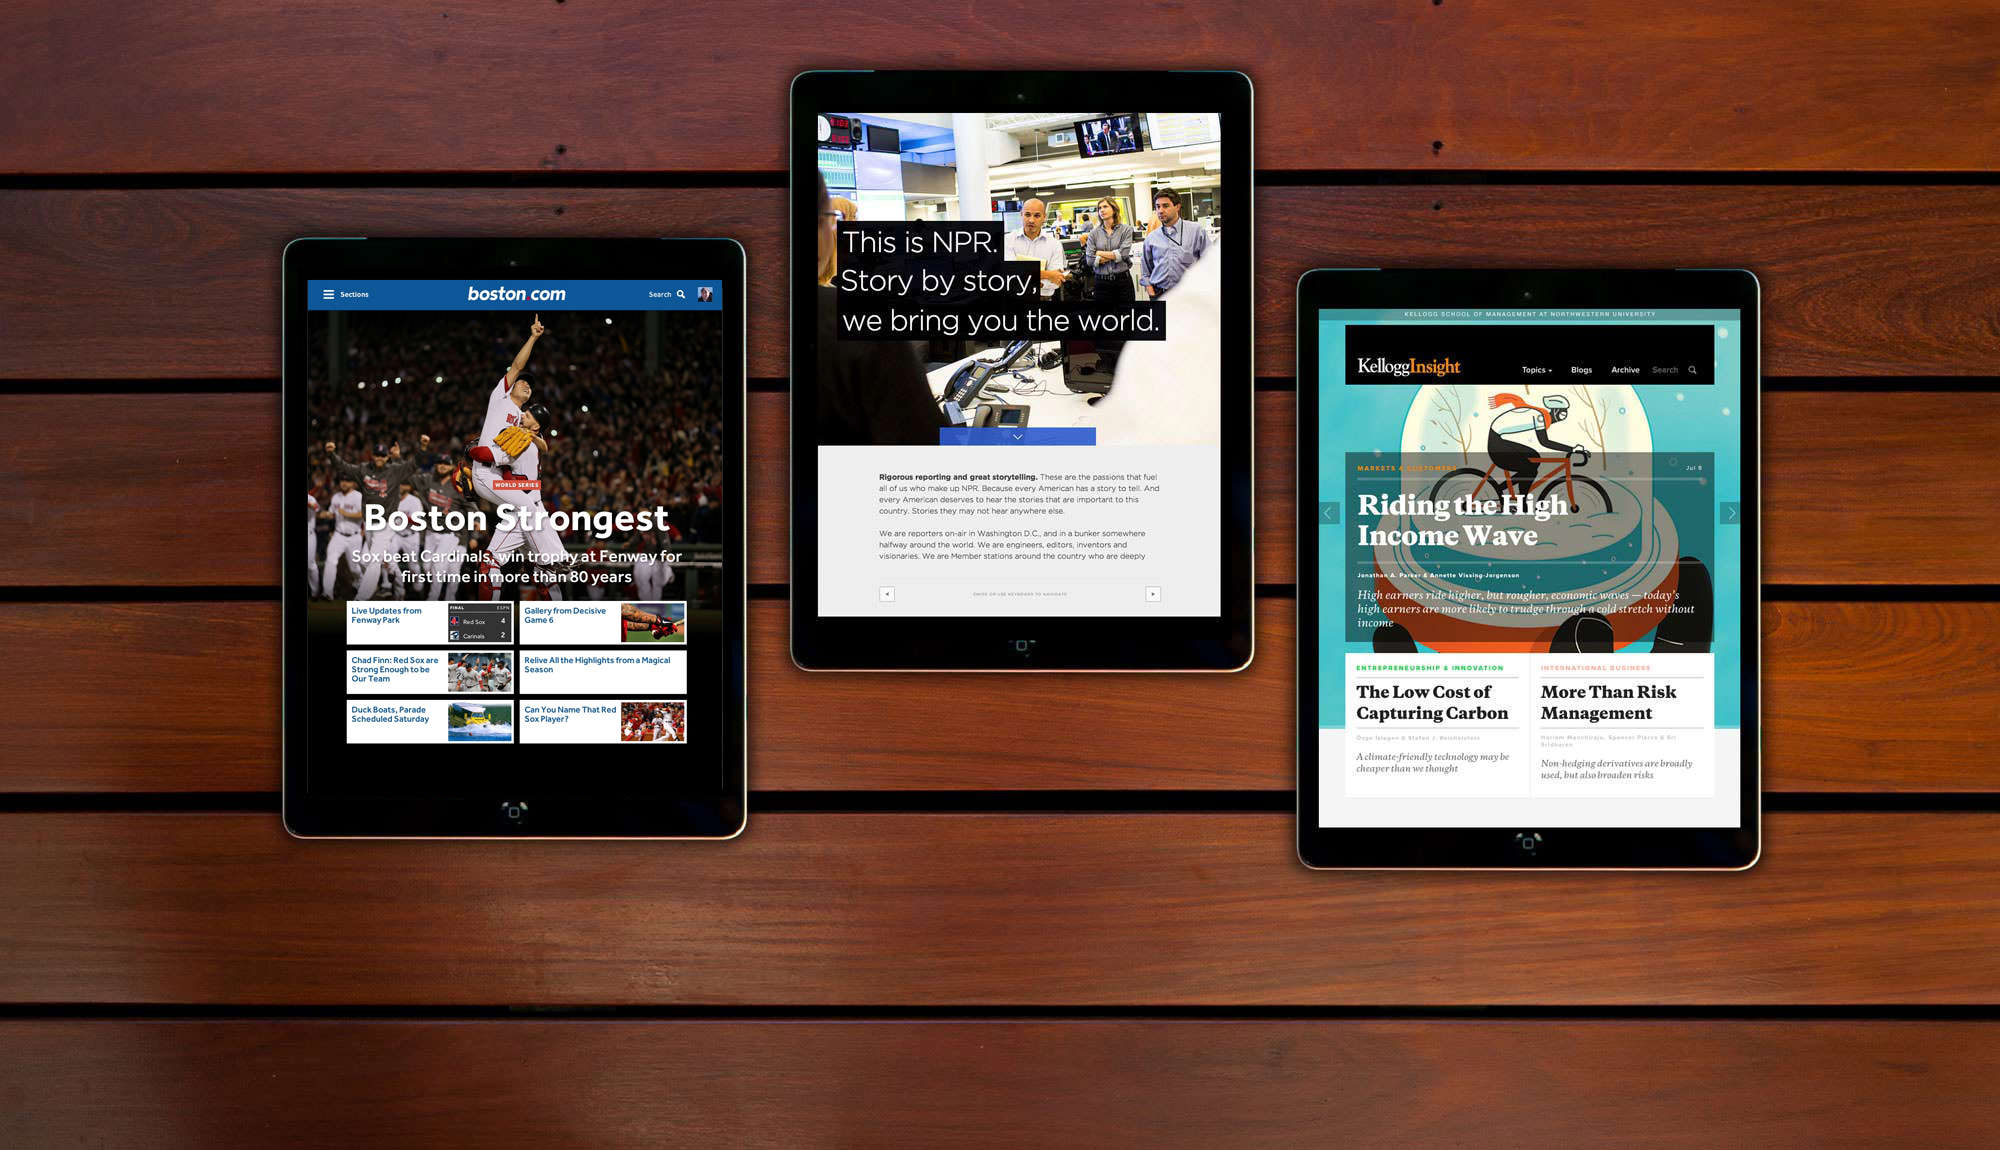 Sections
boston.com
Search
WORLD SERIES
Boston Strongest
Sox beat Cardinals, win trophy at Fenway for
first time in more than 80 years
Live Updates from
Fenway Park
FINAL ESPN
Red Sox 4
Carinals 2
Gallery from Decisive
Game 6
Chad Finn: Red Sox are
Strong Enough to be
Our Team
Relive All the Highlights from a Magical
Season
Duck Boats, Parade
Scheduled Saturday
Can You Name That Red
Sox Player?
This is NPR.
Story by story,
we bring you the world.
Rigorous reporting and great storytelling. These are the passions that fuel
all of us who make up NPR. Because every American has a story to tell. And
every American deserves to hear the stories that are important to this
country. Stories they may not hear anywhere else.
We are reporters on-air in Washington D.C., and in a bunker somewhere
halfway around the world. We are engineers, editors, inventors and
visionaries. We are Member stations around the country who are deeply
SWIPE OR USE KEYBOARD TO NAVIGATE
KELLOGG SCHOOL OF MANAGEMENT AT NORTHWESTERN UNIVERSITY
KelloggInsight
Topics
Blogs
Archive
Search
MARKETS & CUSTOMERS
Jul 9
Riding the High
Income Wave
Jonathan A. Parker & Annette Vissing-Jorgenson
High earners ride higher, but rougher, economic waves — today's
high earners are more likely to trudge through a cold stretch without
income
ENTREPRENEURSHIP & INNOVATION
The Low Cost of
Capturing Carbon
A climate-friendly technology may be
cheaper than we thought
INTERNATIONAL BUSINESS
More Than Risk
Management
Non-hedging derivatives are broadly
used, but also broaden risks